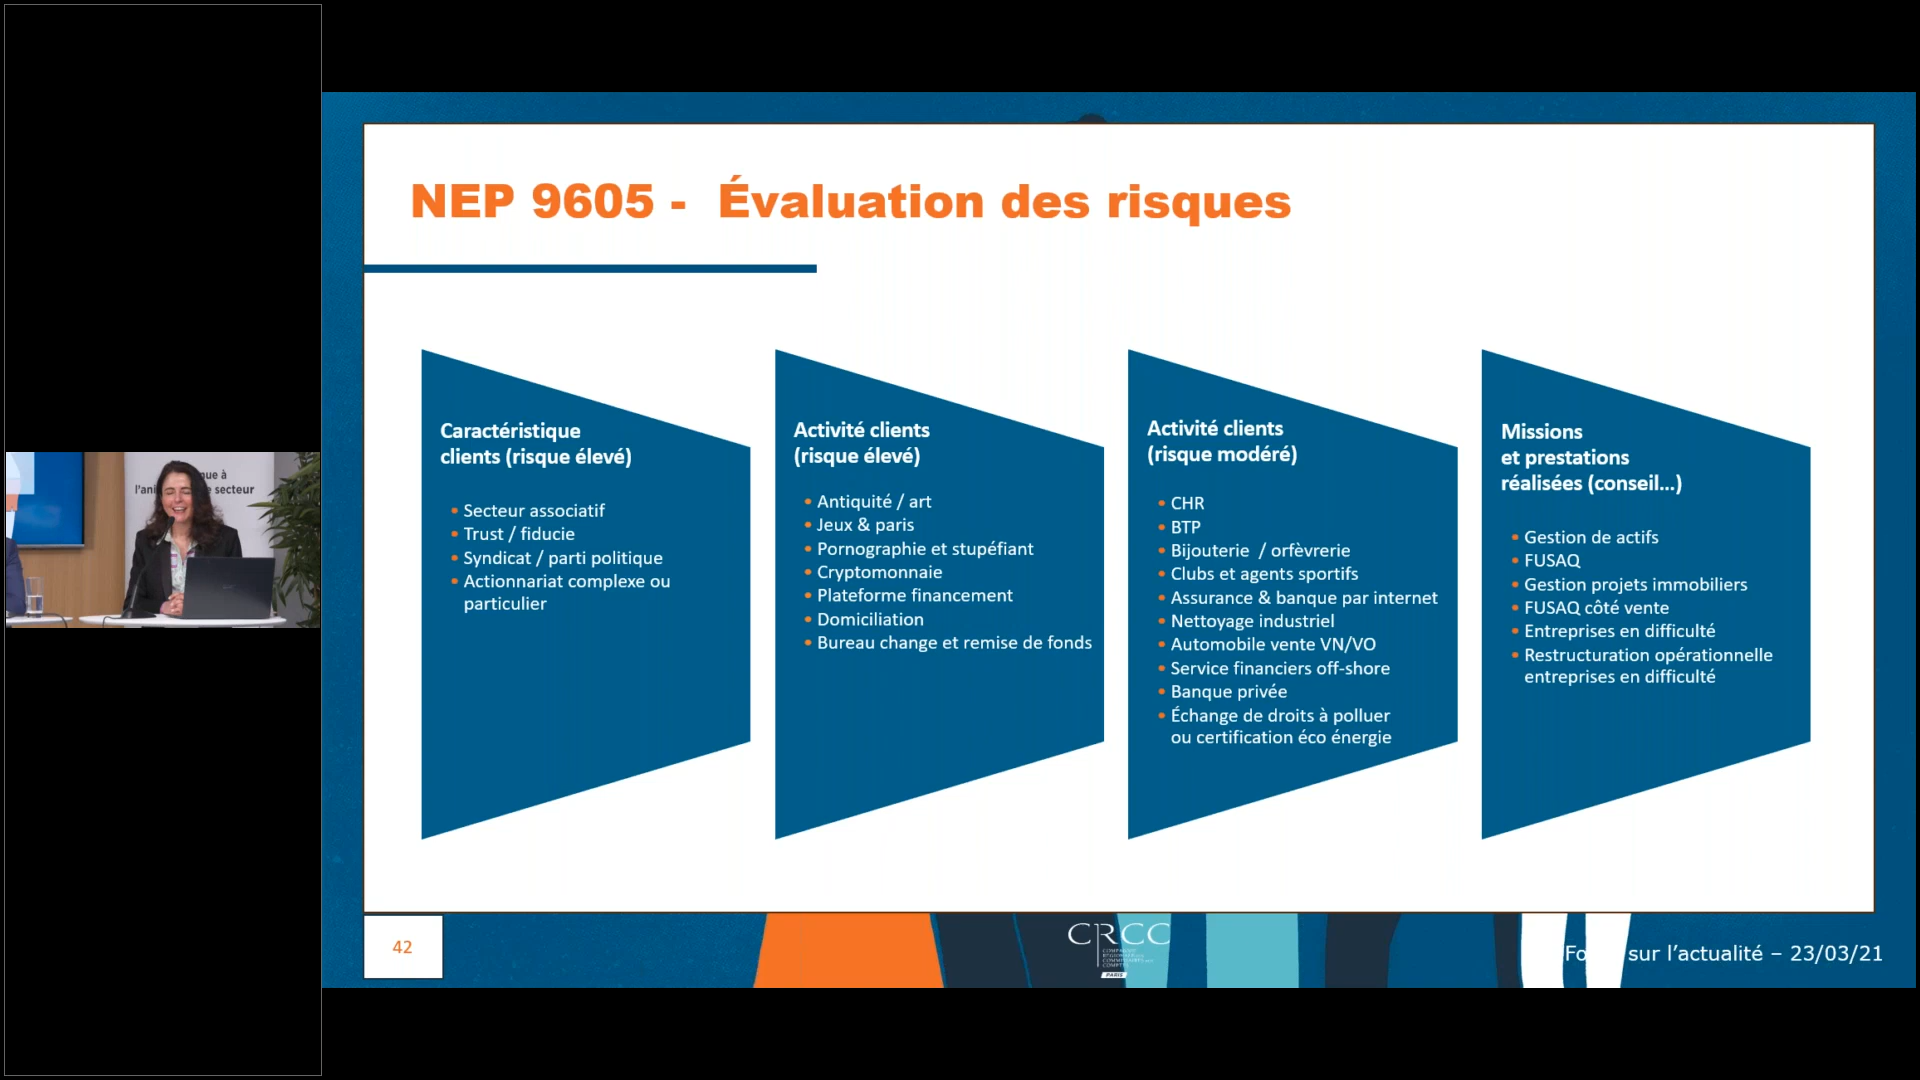 NEP 9605 - Évaluation des risques
Caractéristique
clients (risque élevé)
• Secteur associatif
• Trust / fiducie
• Syndicat / parti politique
• Actionnariat complexe ou
particulier
Activité clients
(risque élevé)
• Antiquité / art
• Jeux & paris
• Pornographie et stupéfiant
• Cryptomonnaie
• Plateforme financement
• Domiciliation
• Bureau change et remise de fonds
Activité clients
(risque modéré)
• CHR
• BTP
• Bijouterie / orfèvrerie
• Clubs et agents sportifs
• Assurance & banque par internet
• Nettoyage industriel
• Automobile vente VN/VO
• Service financiers off-shore
• Banque privée
• Échange de droits à polluer
ou certification éco énergie
Missions
et prestations
réalisées (conseil...)
• Gestion de actifs
• FUSAQ
• Gestion projets immobiliers
• FUSAQ côté vente
• Entreprises en difficulté
• Restructuration opérationnelle
entreprises en difficulté
nue à
l'ani secteur
42
CRCC
PARIS
Fo sur l'actualité – 23/03/21